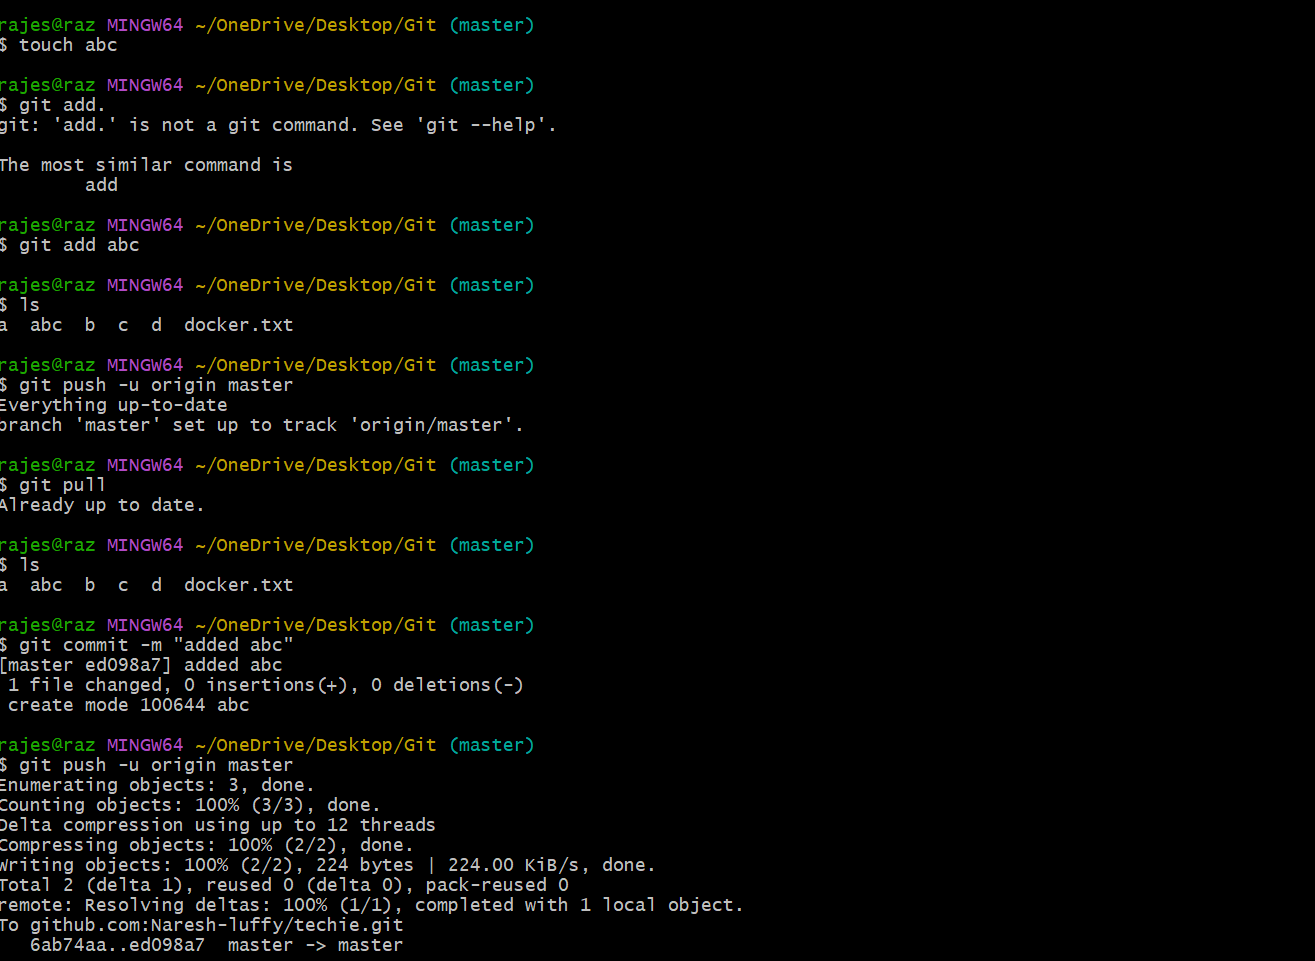 rajes@raz MINGW64 ~/OneDrive/Desktop/Git (master)
$ touch abc
rajes@raz MINGW64 ~/OneDrive/Desktop/Git (master)
$ git add.
git: 'add.' is not a git command. See 'git --help'.
The most similar command is
add
rajes@raz MINGW64 ~/OneDrive/Desktop/Git (master)
$ git add abc
rajes@raz MINGW64 ~/OneDrive/Desktop/Git (master)
$ ls
a abc b c d docker.txt
rajes@raz MINGW64 ~/OneDrive/Desktop/Git (master)
$ git push -u origin master
Everything up-to-date
branch 'master' set up to track 'origin/master'.
rajes@raz MINGW64 ~/OneDrive/Desktop/Git (master)
$ git pull
Already up to date.
rajes@raz MINGW64 ~/OneDrive/Desktop/Git (master)
$ ls
a abc b c d docker.txt
rajes@raz MINGW64 ~/OneDrive/Desktop/Git (master)
$ git commit -m "added abc"
[master ed098a7] added abc
1 file changed, 0 insertions(+), 0 deletions(-)
create mode 100644 abc
rajes@raz MINGW64 ~/OneDrive/Desktop/Git (master)
$ git push -u origin master
Enumerating objects: 3, done.
Counting objects: 100% (3/3), done.
Delta compression using up to 12 threads
Compressing objects: 100% (2/2), done.
Writing objects: 100% (2/2), 224 bytes | 224.00 KiB/s, done.
Total 2 (delta 1), reused 0 (delta 0), pack-reused 0
remote: Resolving deltas: 100% (1/1), completed with 1 local object.
To github.com:Naresh-luffy/techie.git
6ab74aa..ed098a7 master -> master